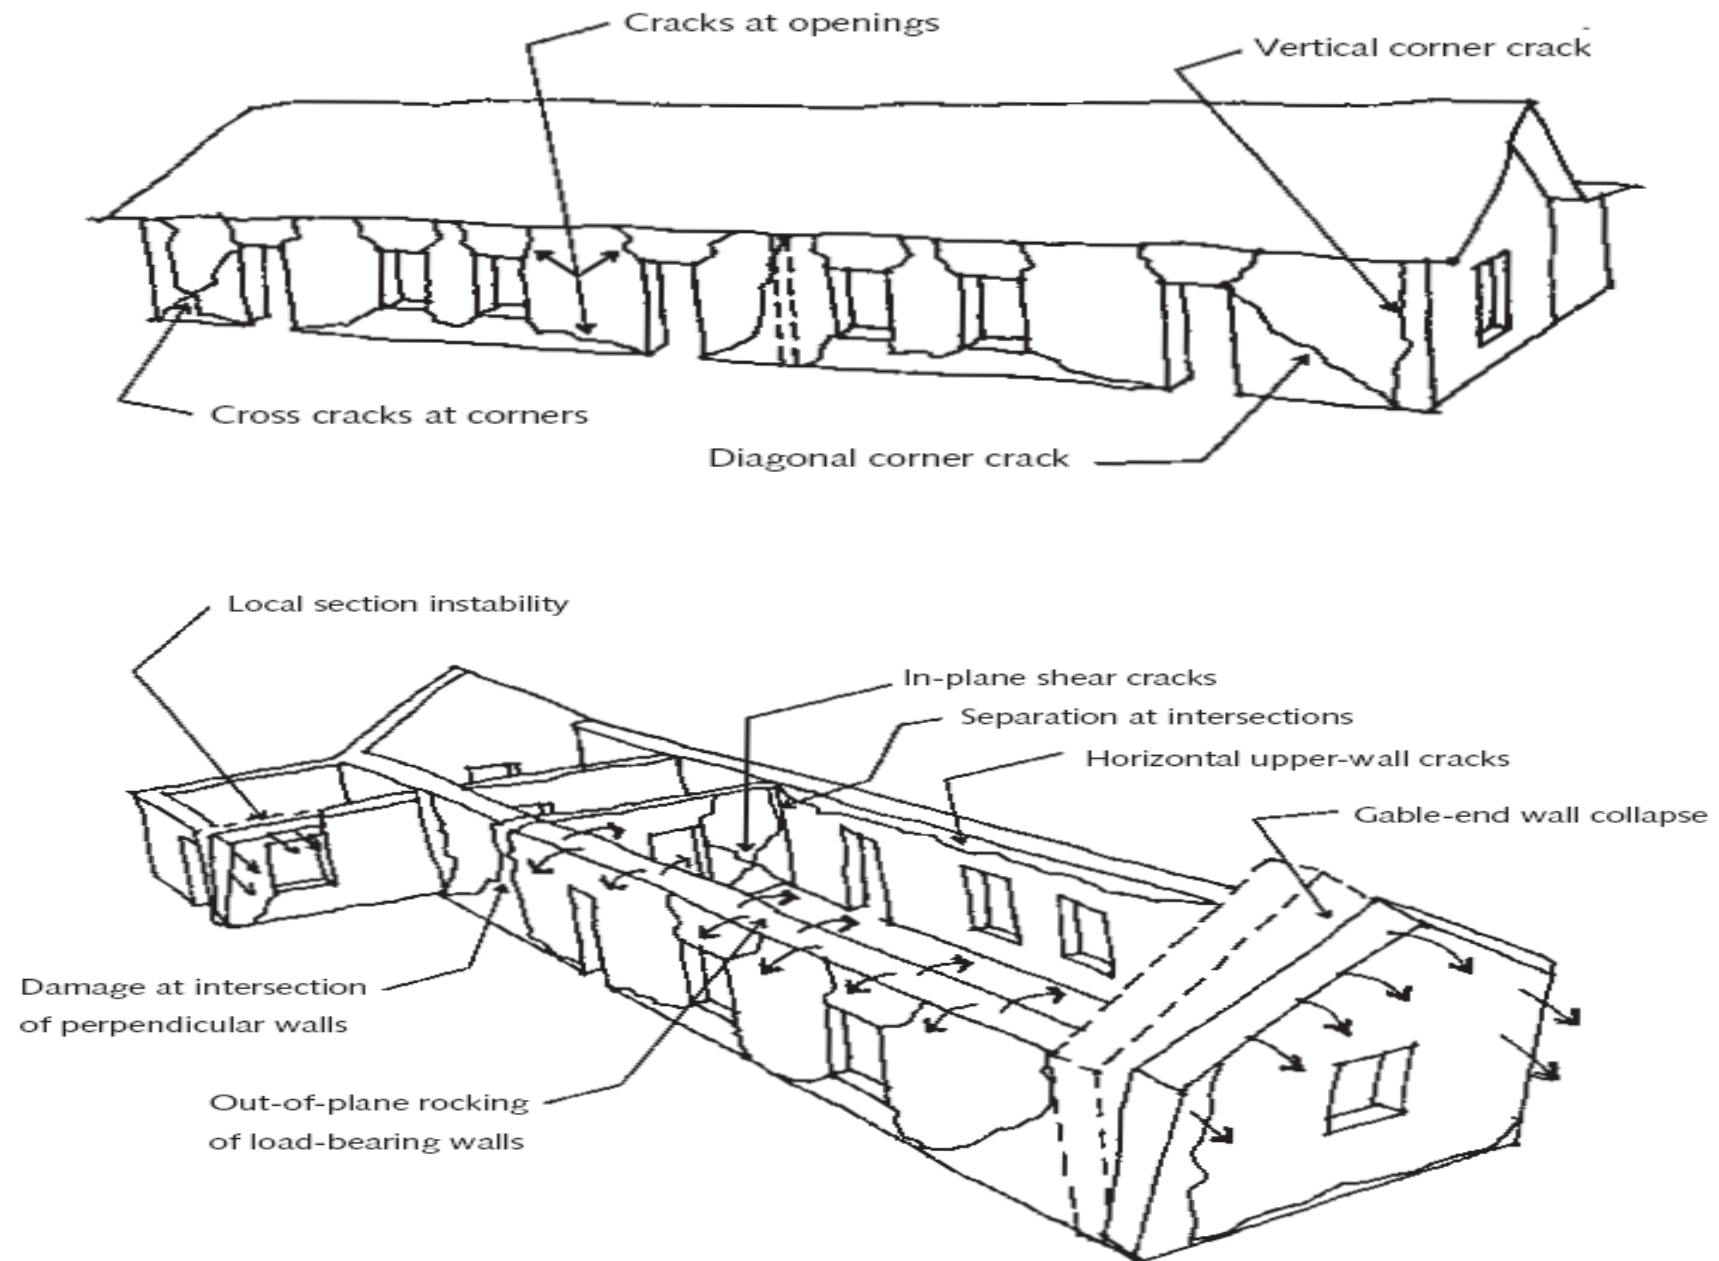 Cracks at openings
Vertical corner crack
Cross cracks at corners
Diagonal corner crack
Local section instability
In-plane shear cracks
Separation at intersections
Horizontal upper-wall cracks
Gable-end wall collapse
Damage at intersection
of perpendicular walls
Out-of-plane rocking
of load-bearing walls